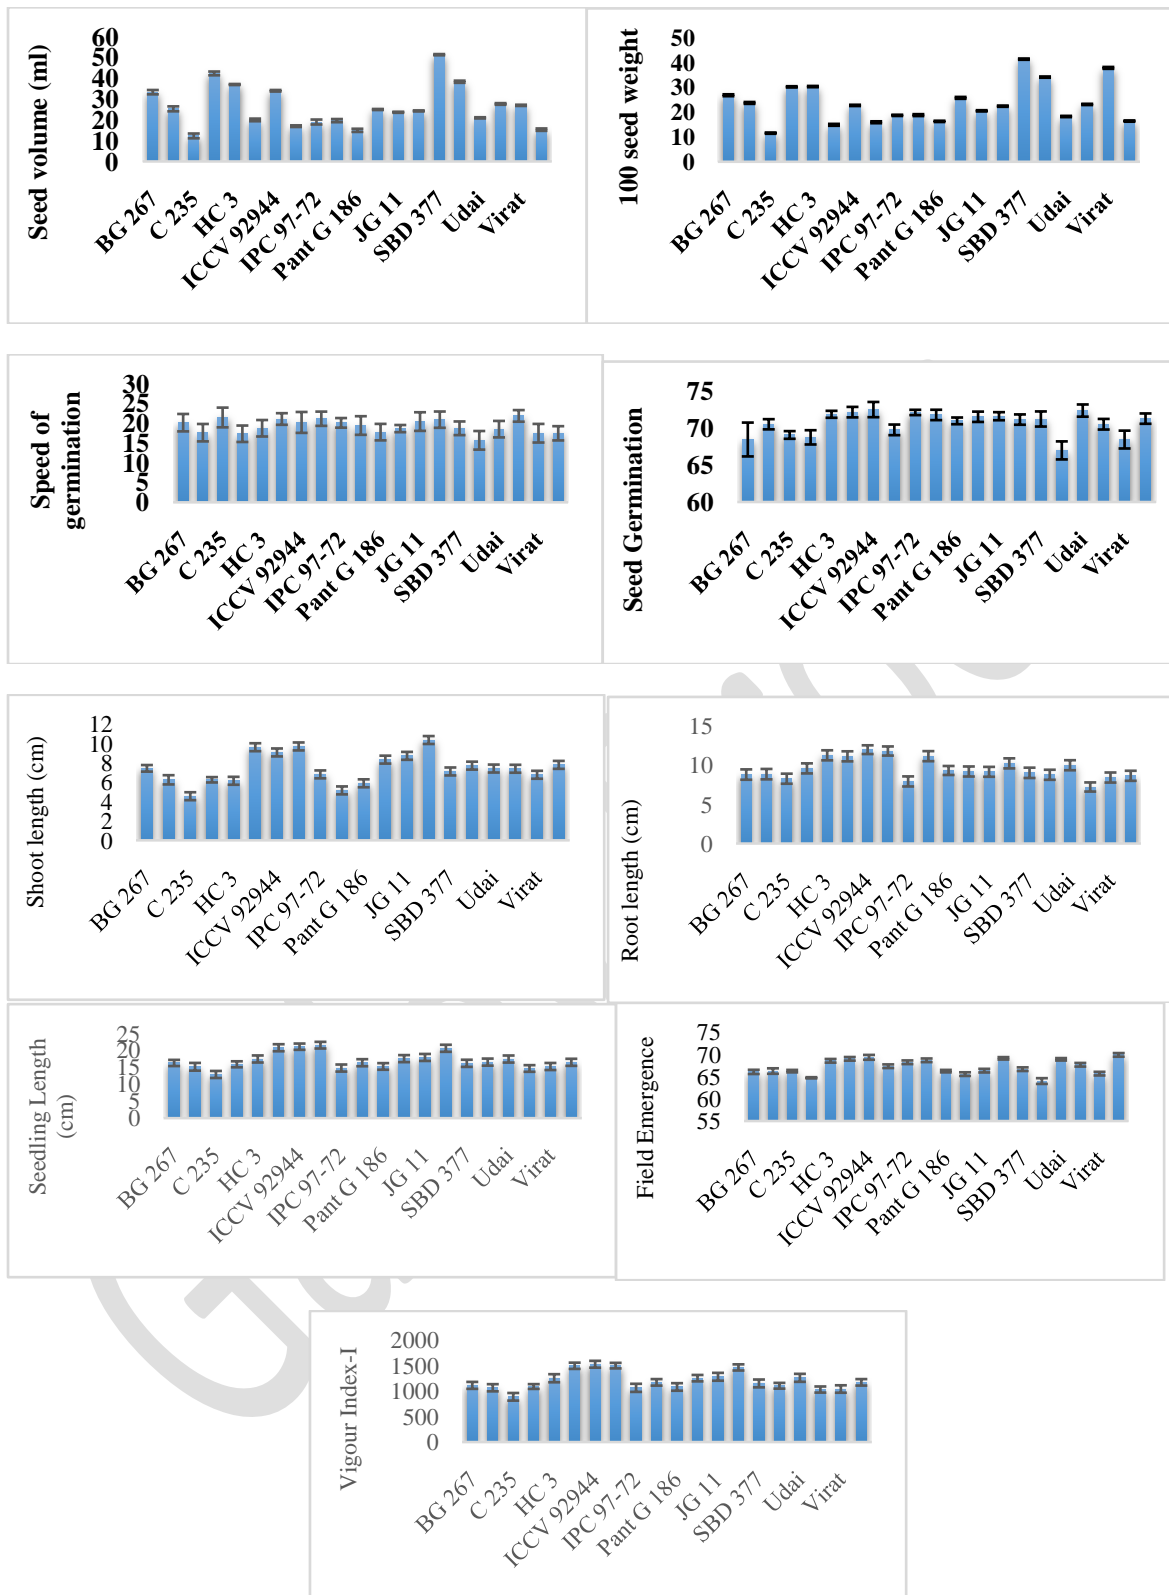 Seed volume (ml)
60
50
40
30
20
10
0
BG 267
C 235
HC 3
ICCV 92944
IPC 97-72
Pant G 186
JG 11
SBD 377
Udai
Virat
100 seed weight
50
40
30
20
10
0
BG 267
C 235
HC 3
ICCV 92944
IPC 97-72
Pant G 186
JG 11
SBD 377
Udai
Virat
Speed of
germination
30
25
20
15
10
5
0
BG 267
C 235
HC 3
ICCV 92944
IPC 97-72
Pant G 186
JG 11
SBD 377
Udai
Virat
Seed Germination
75
70
65
60
BG 267
C 235
HC 3
ICCV 92944
IPC 97-72
Pant G 186
JG 11
SBD 377
Udai
Virat
Shoot length (cm)
12
10
8
6
4
2
0
BG 267
C 235
HC 3
ICCV 92944
IPC 97-72
Pant G 186
JG 11
SBD 377
Udai
Virat
Root length (cm)
15
10
5
0
BG 267
C 235
HC 3
ICCV 92944
IPC 97-72
Pant G 186
JG 11
SBD 377
Udai
Virat
Seedling Length
(cm)
25
20
15
10
5
0
BG 267
C 235
HC 3
ICCV 92944
IPC 97-72
Pant G 186
JG 11
SBD 377
Udai
Virat
Field Emergence
75
70
65
60
55
BG 267
C 235
HC 3
ICCV 92944
IPC 97-72
Pant G 186
JG 11
SBD 377
Udai
Virat
Vigour Index-I
2000
1500
1000
500
0
BG 267
C 235
HC 3
ICCV 92944
IPC 97-72
Pant G 186
JG 11
SBD 377
Udai
Virat